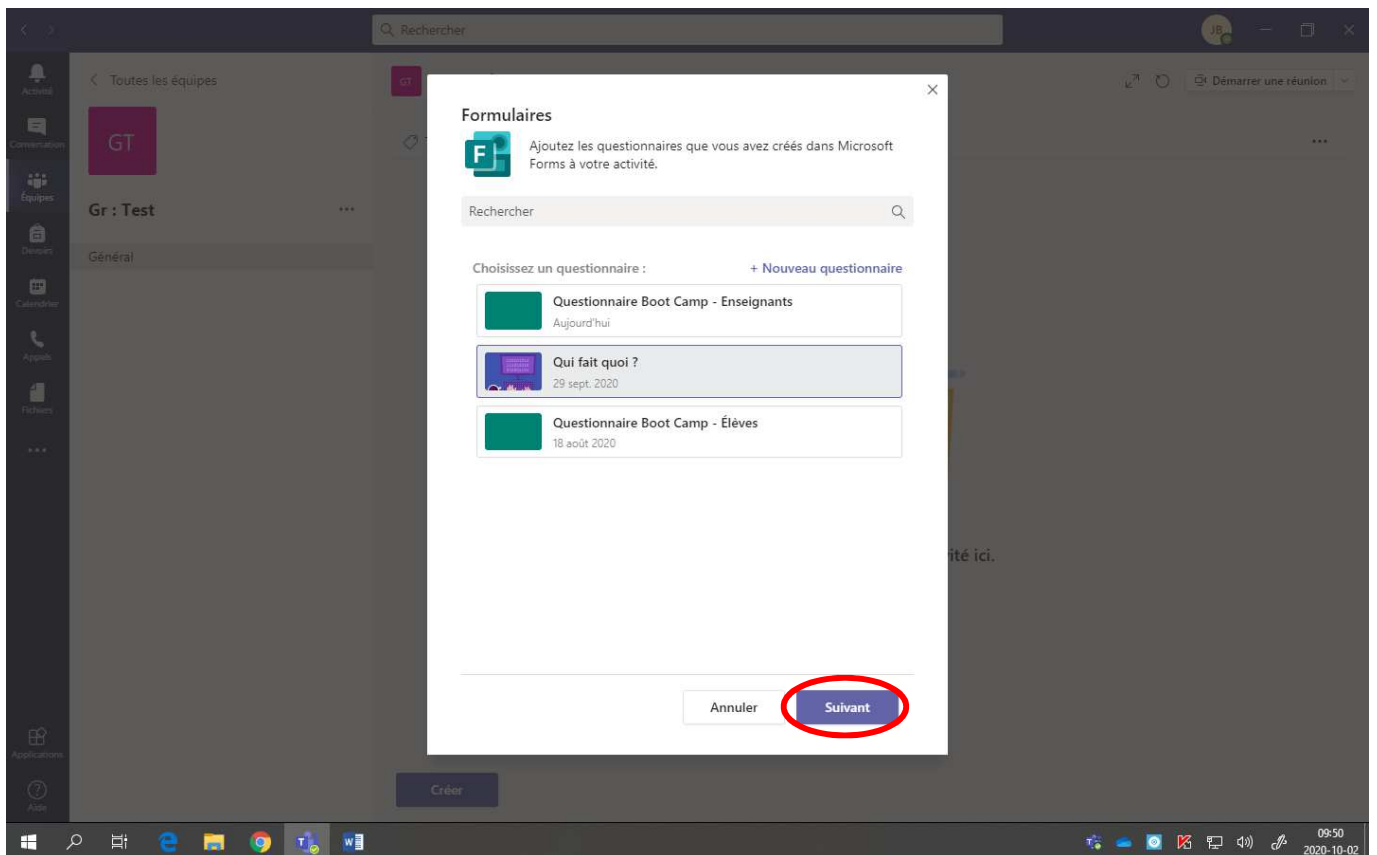 Rechercher
JB
Activité
Toutes les équipes
GT
Démarrer une réunion
Conversation
GT
Équipes
Gr : Test
Devoirs
Général
Calendrier
Appels
Fichiers
Formulaires
F
Ajoutez les questionnaires que vous avez créés dans Microsoft
Forms à votre activité.
Rechercher
Choisissez un questionnaire :
+ Nouveau questionnaire
Questionnaire Boot Camp - Enseignants
Aujourd'hui
Qui fait quoi ?
29 sept. 2020
Questionnaire Boot Camp - Élèves
18 août 2020
ité ici.
Annuler
Suivant
Applications
Créer
Aide
09:50
2020-10-02